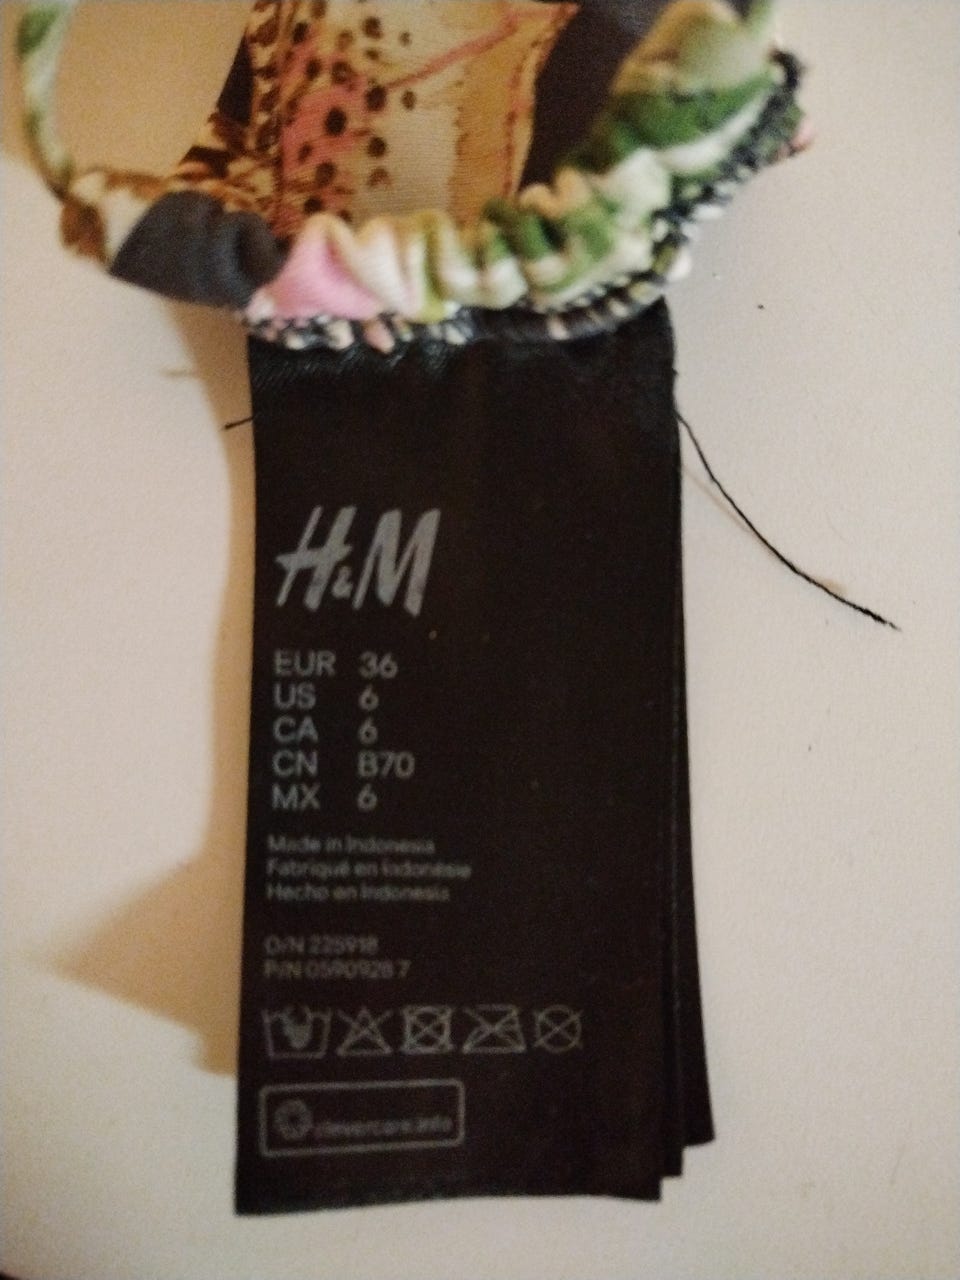 H&M
EUR 36
US 6
CA 6
CN B70
MX 6
Made in Indonesia
Fabriqué en Indonésie
Hecho en Indonesia
O/N 225918
P/N 0590928 7
clevercare.info